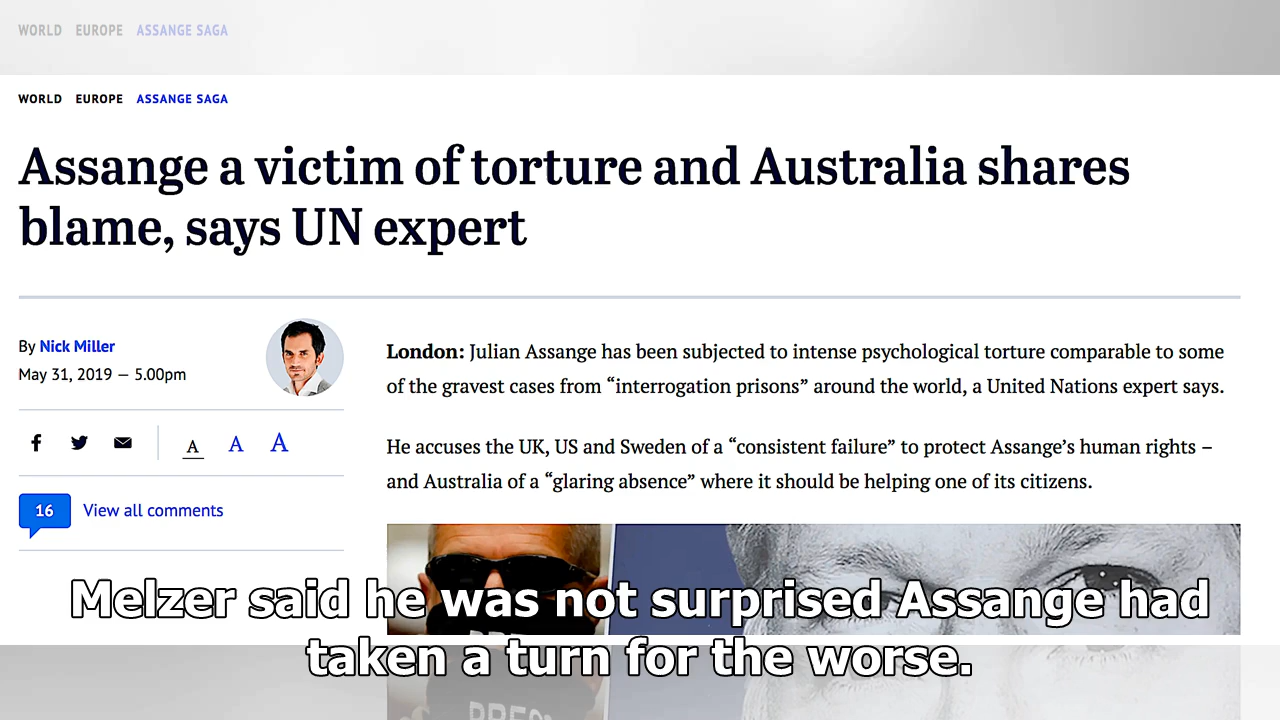 WORLD EUROPE ASSANGE SAGA
WORLD EUROPE ASSANGE SAGA
Assange a victim of torture and Australia shares
blame, says UN expert
By Nick Miller
May 31, 2019 — 5.00pm
A A A
16 View all comments
London: Julian Assange has been subjected to intense psychological torture comparable to some
of the gravest cases from “interrogation prisons” around the world, a United Nations expert says.
He accuses the UK, US and Sweden of a “consistent failure” to protect Assange’s human rights –
and Australia of a “glaring absence” where it should be helping one of its citizens.
Melzer said he was not surprised Assange had
taken a turn for the worse.